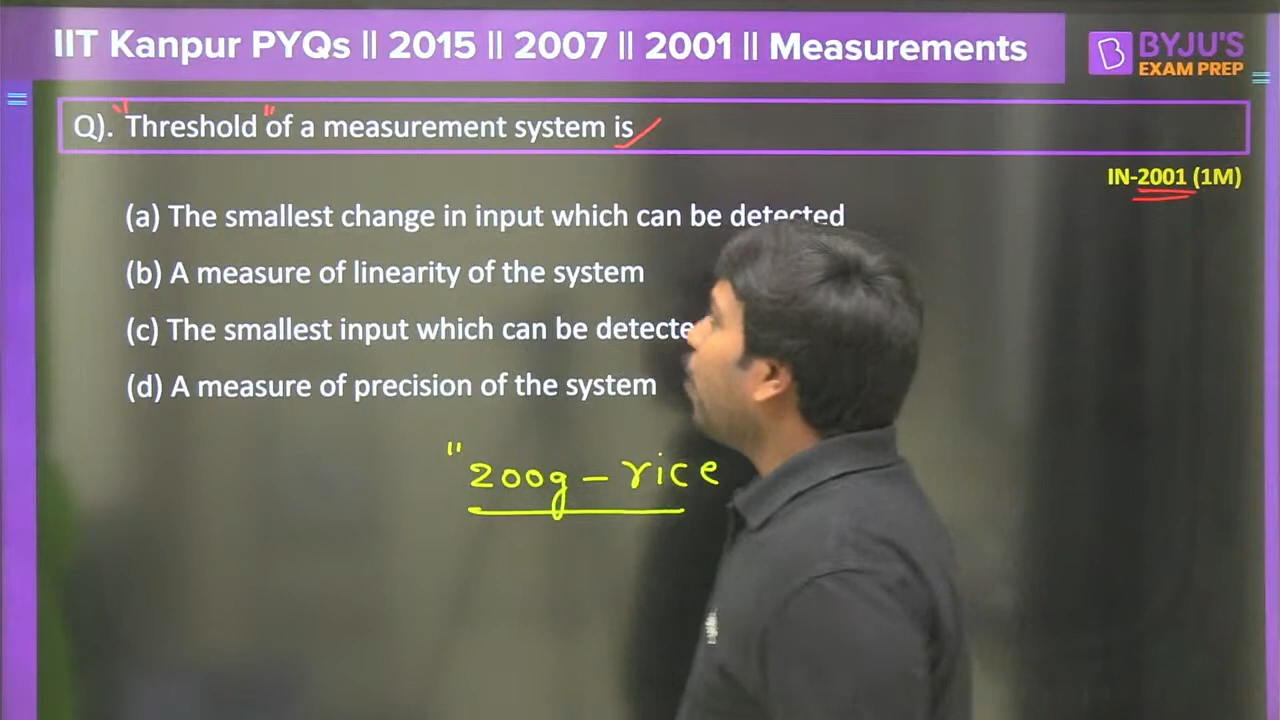 IIT Kanpur PYQs || 2015 || 2007 || 2001 || Measurements
BYJU'S
EXAM PREP
Q). "Threshold" of a measurement system is
IN-2001 (1M)
(a) The smallest change in input which can be detected
(b) A measure of linearity of the system
(c) The smallest input which can be
(d) A measure of precision of the system
"200g - rice